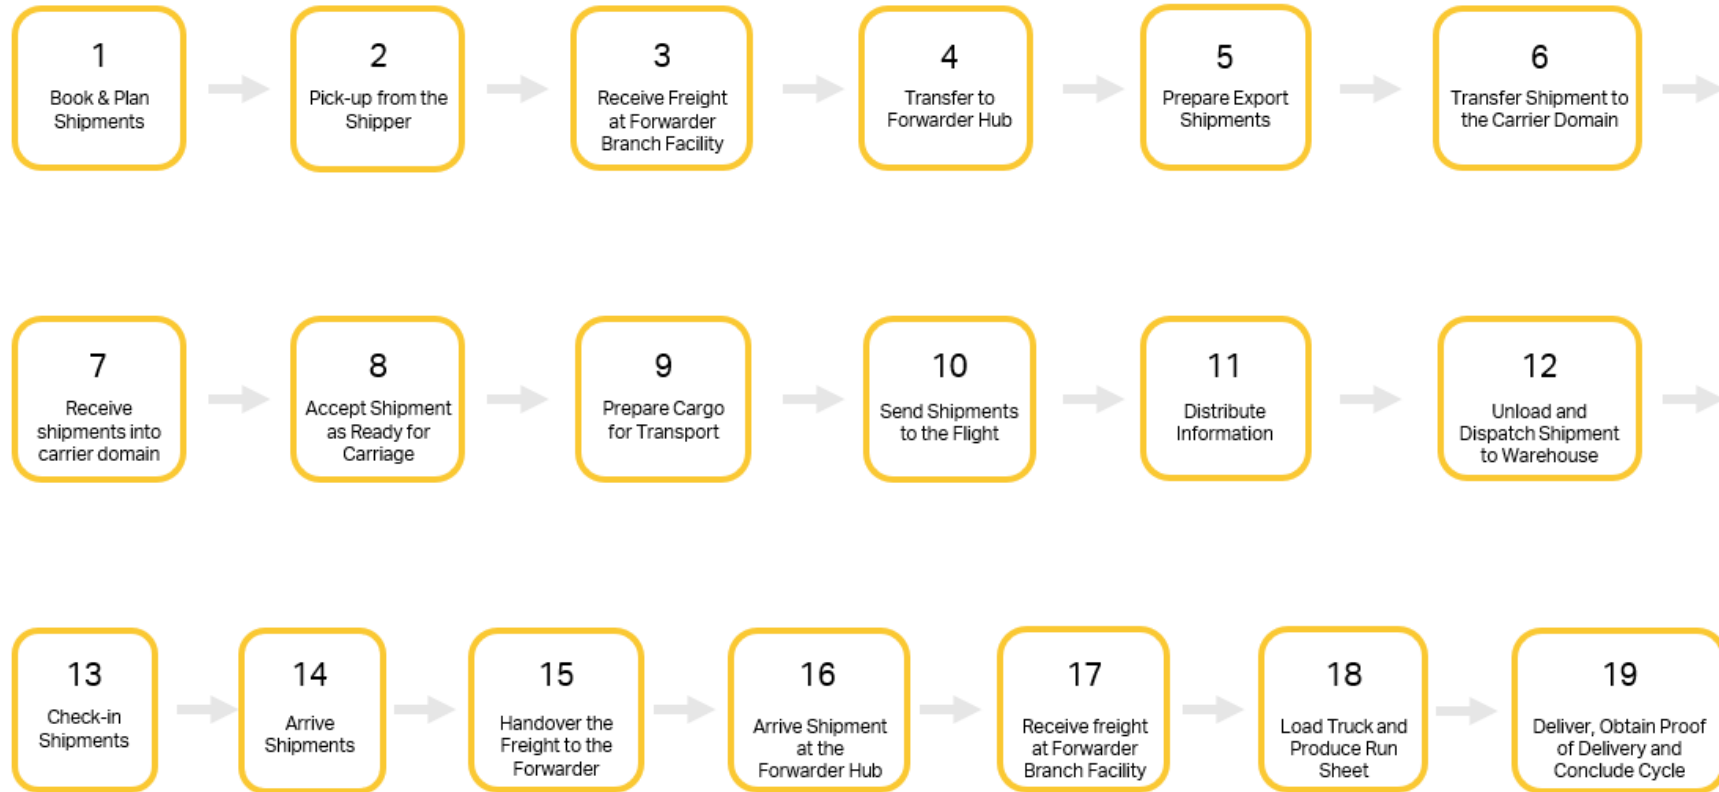 1
Book & Plan
Shipments
2
Pick-up from the
Shipper
3
Receive Freight
at Forwarder
Branch Facility
4
Transfer to
Forwarder Hub
5
Prepare Export
Shipments
6
Transfer Shipment to
the Carrier Domain
7
Receive
shipments into
carrier domain
8
Accept Shipment
as Ready for
Carriage
9
Prepare Cargo
for Transport
10
Send Shipments
to the Flight
11
Distribute
Information
12
Unload and
Dispatch Shipment
to Warehouse
13
Check-in
Shipments
14
Arrive
Shipments
15
Handover the
Freight to the
Forwarder
16
Arrive Shipment
at the
Forwarder Hub
17
Receive freight
at Forwarder
Branch Facility
18
Load Truck and
Produce Run
Sheet
19
Deliver, Obtain Proof
of Delivery and
Conclude Cycle